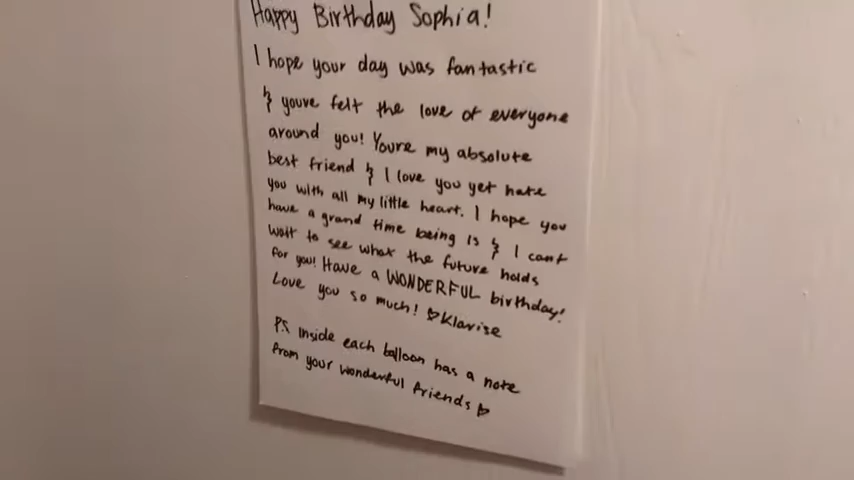 Happy Birthday Sophia!
I hope your day was fantastic
& youve felt the love of everyone
around you! Youre my absolute
best friend & I love you yet hate
you with all my little heart. I hope you
have a grand time being 15 & I cant
wait to see what the future holds
for you! Have a WONDERFUL birthday!
Love you so much! ♡Klarise
P.S. Inside each balloon has a note
from your wonderful friends ♡